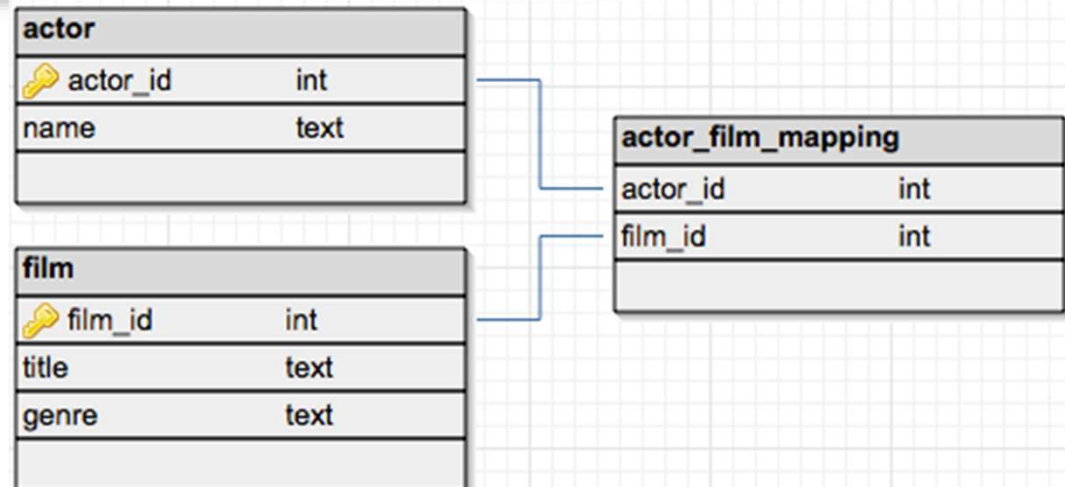 actor
actor_id int
name text
film
film_id int
title text
genre text
actor_film_mapping
actor_id int
film_id int